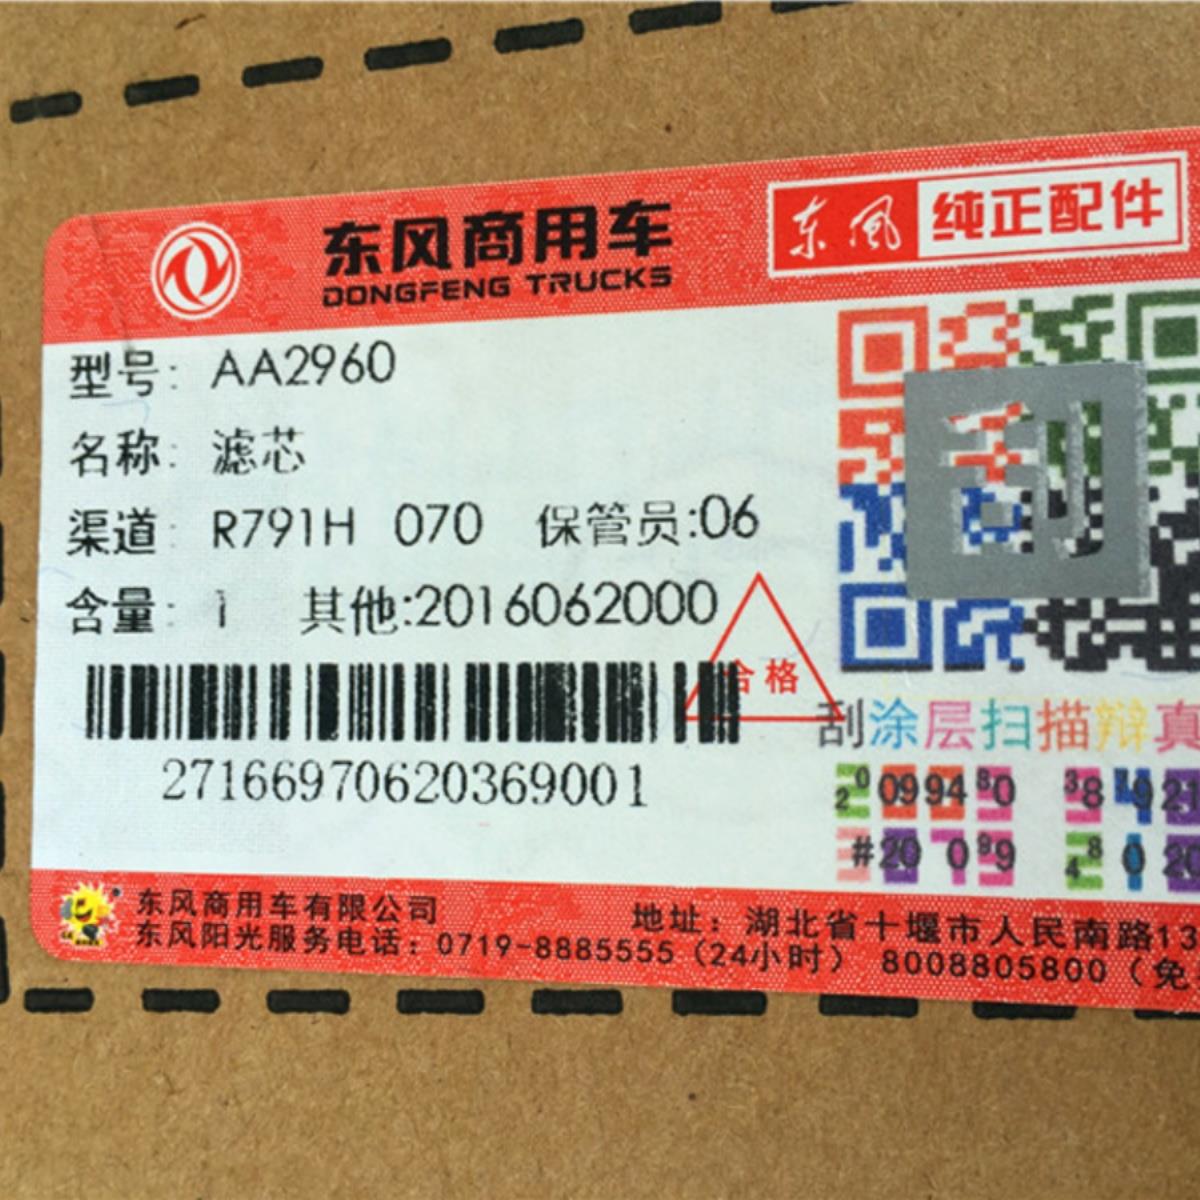 东风商用车
DONGFENG TRUCKS
东风 纯正配件
型号: AA2960
名称: 滤芯
渠道: R791H 070 保管员:06
含量: 1 其他:2016062000
刮
合格
27166970620369001
刮涂层扫描辩真
东风商用车有限公司
地址: 湖北省十堰市人民南路13
东风阳光服务电话: 0719-8885555 (24小时) 8008805800 (免